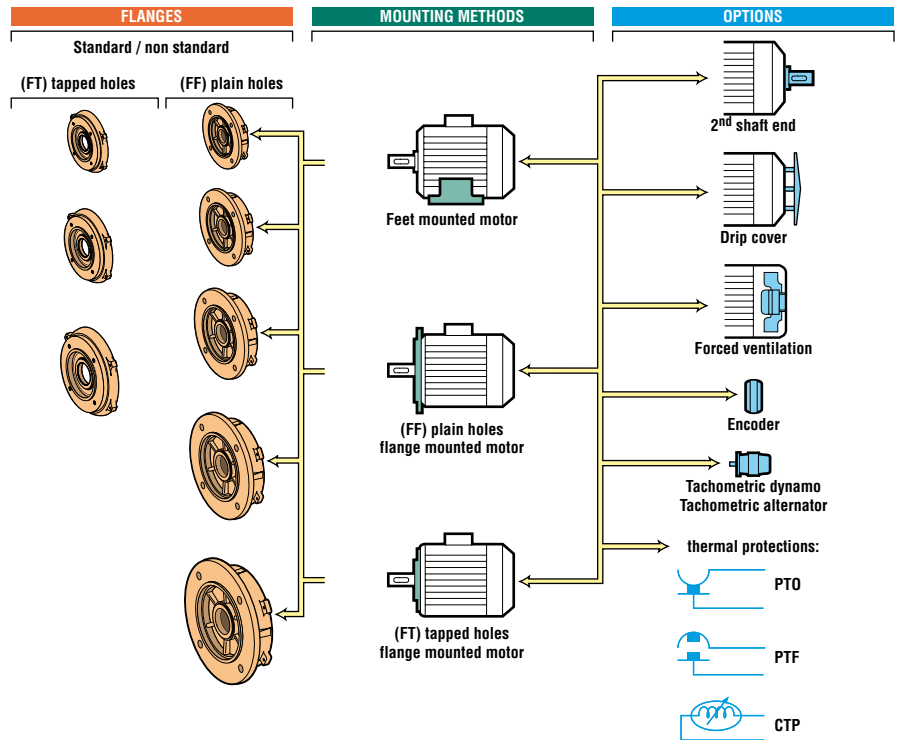 FLANGES
Standard / non standard
(FT) tapped holes
(FF) plain holes
MOUNTING METHODS
Feet mounted motor
(FF) plain holes
flange mounted motor
(FT) tapped holes
flange mounted motor
OPTIONS
2nd shaft end
Drip cover
Forced ventilation
Encoder
Tachometric dynamo
Tachometric alternator
thermal protections:
PTO
PTF
CTP